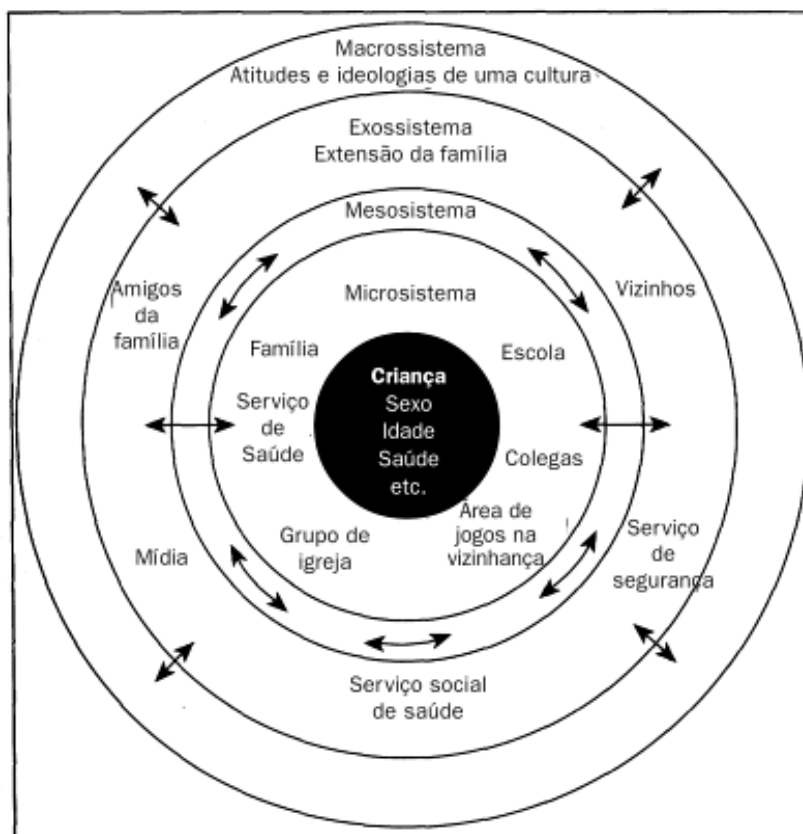 Macrossistema
Atitudes e ideologias de uma cultura
Exossistema
Extensão da família
Mesosistema
Microsistema
Amigos
da
família
Vizinhos
Família
Escola
Criança
Sexo
Idade
Saúde
etc.
Serviço
de
Saúde
Colegas
Grupo de
igreja
Área de
jogos na
vizinhança
Mídia
Serviço
de
segurança
Serviço social
de saúde